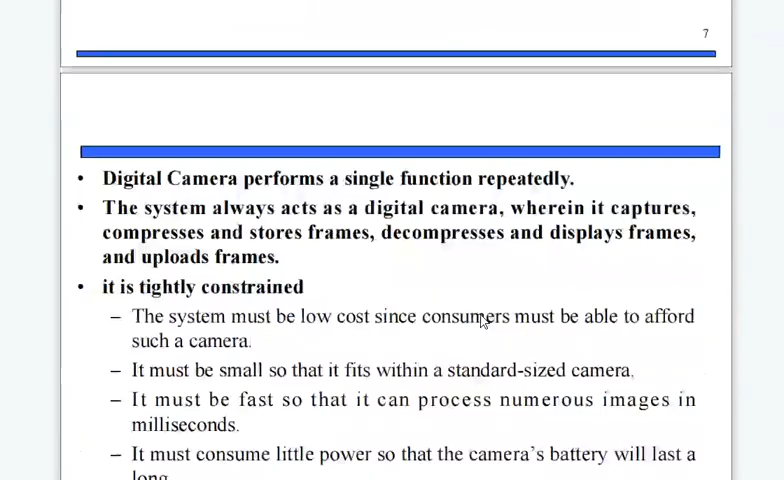 7
• Digital Camera performs a single function repeatedly.
• The system always acts as a digital camera, wherein it captures,
compresses and stores frames, decompresses and displays frames,
and uploads frames.
• it is tightly constrained
– The system must be low cost since consumers must be able to afford
such a camera.
– It must be small so that it fits within a standard-sized camera.
– It must be fast so that it can process numerous images in
milliseconds.
– It must consume little power so that the camera's battery will last a
long